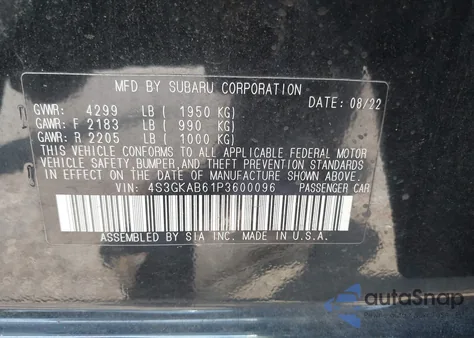 MFD BY SUBARU CORPORATION
DATE: 08/22
GVWR: 4299 LB ( 1950 KG)
GAWR: F 2183 LB ( 990 KG)
GAWR: R 2205 LB ( 1000 KG)
THIS VEHICLE CONFORMS TO ALL APPLICABLE FEDERAL MOTOR
VEHICLE SAFETY, BUMPER, AND THEFT PREVENTION STANDARDS
IN EFFECT ON THE DATE OF MANUFACTURE SHOWN ABOVE.
VIN: 4S3GKAB61P3600096 PASSENGER CAR
ASSEMBLED BY SIA INC. MADE IN U.S.A.
autoSnap